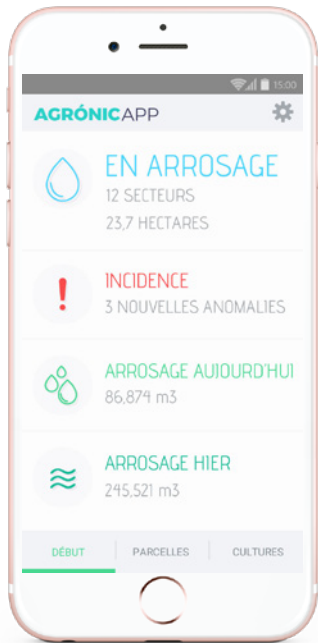 15:00
AGRÓNICAPP
EN ARROSAGE
12 SECTEURS
23,7 HECTARES
INCIDENCE
3 NOUVELLES ANOMALIES
ARROSAGE AUJOURD'HUI
86,874 m3
ARROSAGE HIER
245,521 m3
DÉBUT PARCELLES CULTURES